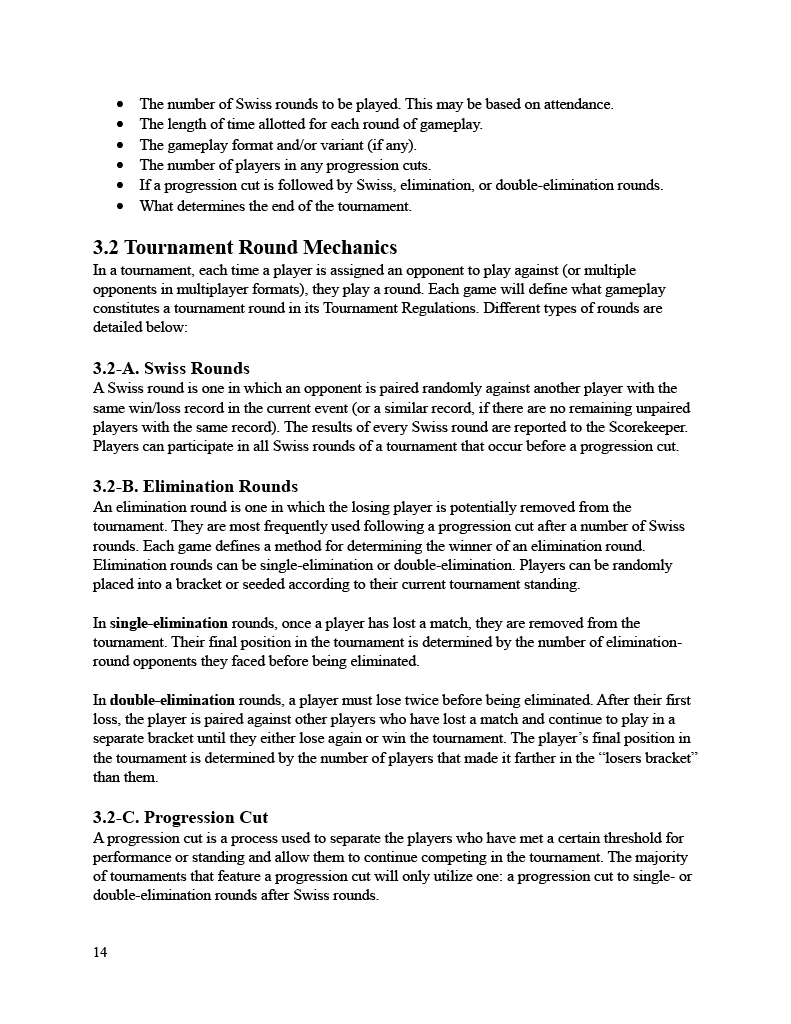 • The number of Swiss rounds to be played. This may be based on attendance.
• The length of time allotted for each round of gameplay.
• The gameplay format and/or variant (if any).
• The number of players in any progression cuts.
• If a progression cut is followed by Swiss, elimination, or double-elimination rounds.
• What determines the end of the tournament.
3.2 Tournament Round Mechanics
In a tournament, each time a player is assigned an opponent to play against (or multiple
opponents in multiplayer formats), they play a round. Each game will define what gameplay
constitutes a tournament round in its Tournament Regulations. Different types of rounds are
detailed below:
3.2-A. Swiss Rounds
A Swiss round is one in which an opponent is paired randomly against another player with the
same win/loss record in the current event (or a similar record, if there are no remaining unpaired
players with the same record). The results of every Swiss round are reported to the Scorekeeper.
Players can participate in all Swiss rounds of a tournament that occur before a progression cut.
3.2-B. Elimination Rounds
An elimination round is one in which the losing player is potentially removed from the
tournament. They are most frequently used following a progression cut after a number of Swiss
rounds. Each game defines a method for determining the winner of an elimination round.
Elimination rounds can be single-elimination or double-elimination. Players can be randomly
placed into a bracket or seeded according to their current tournament standing.
In single-elimination rounds, once a player has lost a match, they are removed from the
tournament. Their final position in the tournament is determined by the number of elimination-
round opponents they faced before being eliminated.
In double-elimination rounds, a player must lose twice before being eliminated. After their first
loss, the player is paired against other players who have lost a match and continue to play in a
separate bracket until they either lose again or win the tournament. The player’s final position in
the tournament is determined by the number of players that made it farther in the “losers bracket”
than them.
3.2-C. Progression Cut
A progression cut is a process used to separate the players who have met a certain threshold for
performance or standing and allow them to continue competing in the tournament. The majority
of tournaments that feature a progression cut will only utilize one: a progression cut to single- or
double-elimination rounds after Swiss rounds.
14